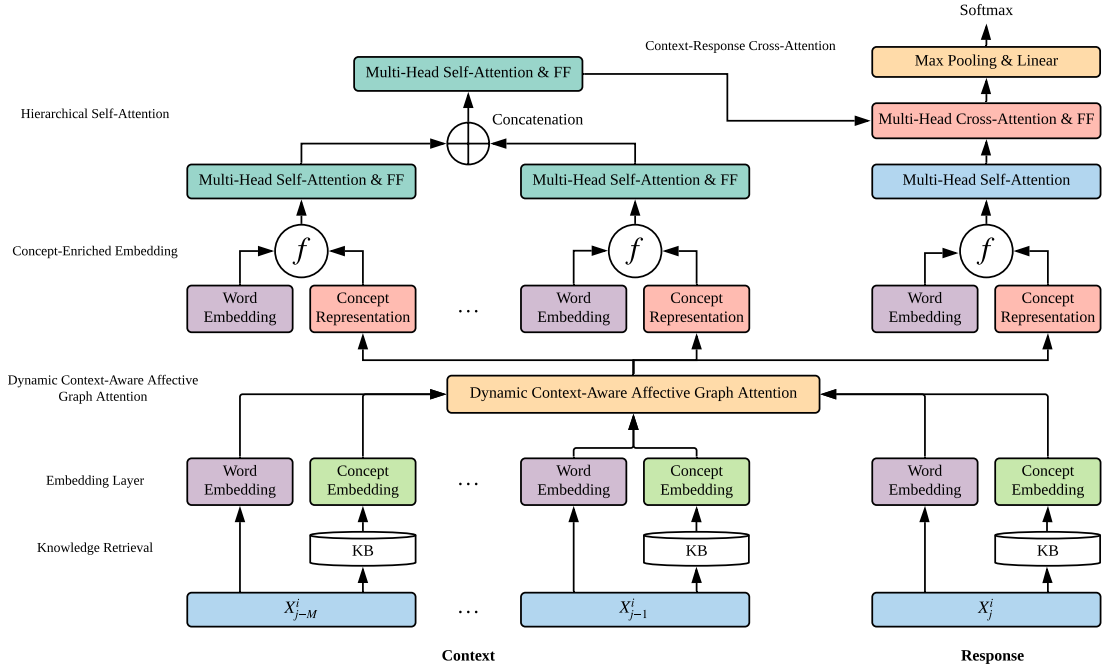 Softmax
Context-Response Cross-Attention
Max Pooling & Linear
Multi-Head Self-Attention & FF
Hierarchical Self-Attention
Concatenation
Multi-Head Cross-Attention & FF
Multi-Head Self-Attention & FF
Multi-Head Self-Attention & FF
Multi-Head Self-Attention
Concept-Enriched Embedding
f
f
f
Word
Embedding
Concept
Representation
...
Word
Embedding
Concept
Representation
Word
Embedding
Concept
Representation
Dynamic Context-Aware Affective
Graph Attention
Dynamic Context-Aware Affective Graph Attention
Embedding Layer
Word
Embedding
Concept
Embedding
...
Word
Embedding
Concept
Embedding
Word
Embedding
Concept
Embedding
Knowledge Retrieval
KB
KB
KB
X^i_{j−M}
...
X^i_{j−1}
X^i_j
Context
Response